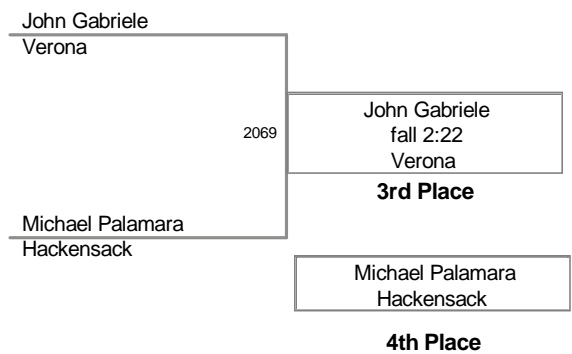 John Gabriele
Verona
2069
John Gabriele
fall 2:22
Verona
3rd Place
Michael Palamara
Hackensack
Michael Palamara
Hackensack
4th Place